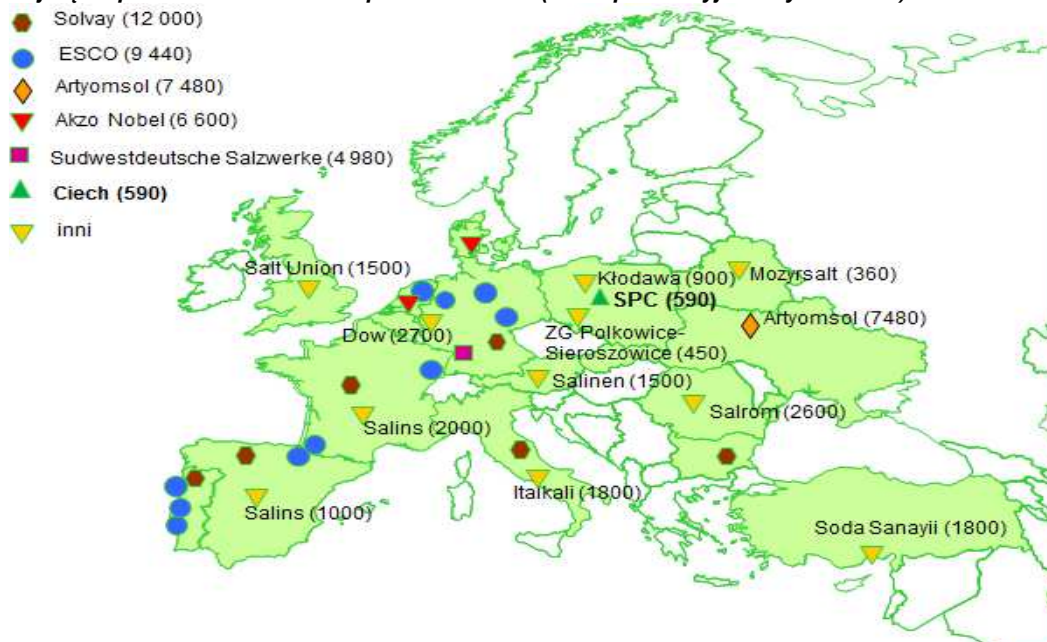 Solvay (12 000)
ESCO (9 440)
Artyomsol (7 480)
Akzo Nobel (6 600)
Sudwestdeutsche Salzwerke (4 980)
Ciech (590)
inni
Salt Union (1500)
Kłodawa (900)
Mozyrsalt (360)
SPC (590)
Artyomsol (7480)
Dow (2700)
ZG Polkowice-
Sieroszowice (450)
Salinen (1500)
Salrom (2600)
Salins (2000)
Italkali (1800)
Salins (1000)
Soda Sanayii (1800)